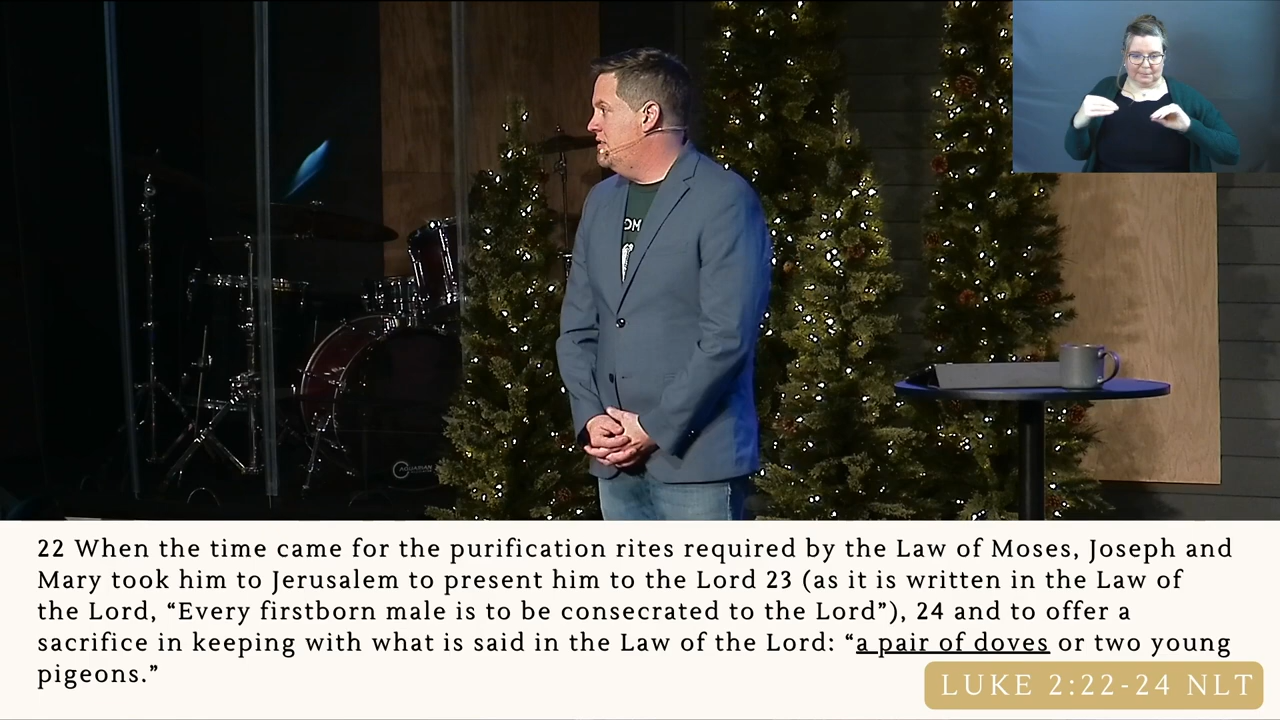 OM
AQUARIAN
22 When the time came for the purification rites required by the Law of Moses, Joseph and
Mary took him to Jerusalem to present him to the Lord 23 (as it is written in the Law of
the Lord, “Every firstborn male is to be consecrated to the Lord”), 24 and to offer a
sacrifice in keeping with what is said in the Law of the Lord: “a pair of doves or two young
pigeons.”
LUKE 2:22-24 NLT